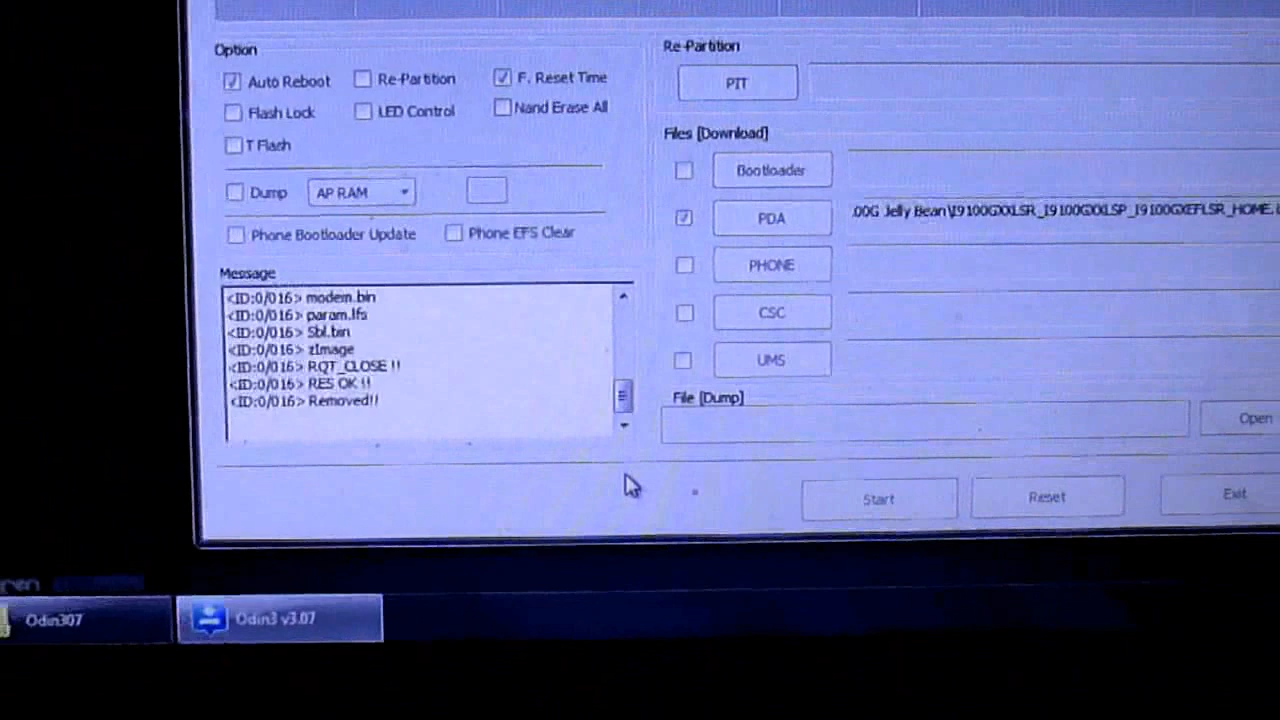 Option
Auto Reboot
Re-Partition
F. Reset Time
Flash Lock
LED Control
Nand Erase All
T Flash
Dump
AP RAM
Phone Bootloader Update
Phone EFS Clear
Message
<ID:0/016> modem.bin
<ID:0/016> param.lfs
<ID:0/016> Sbl.bin
<ID:0/016> zImage
<ID:0/016> RQT_CLOSE !!
<ID:0/016> RES OK !!
<ID:0/016> Removed!!
Re-Partition
PIT
Files [Download]
Bootloader
PDA
.00G Jelly Bean\I9100GXXLSR_I9100GXXLSP_I9100GXEFLSR_HOME.
PHONE
CSC
UMS
File [Dump]
Open
Start
Reset
Exit
Odin307
Odin3 v3.07